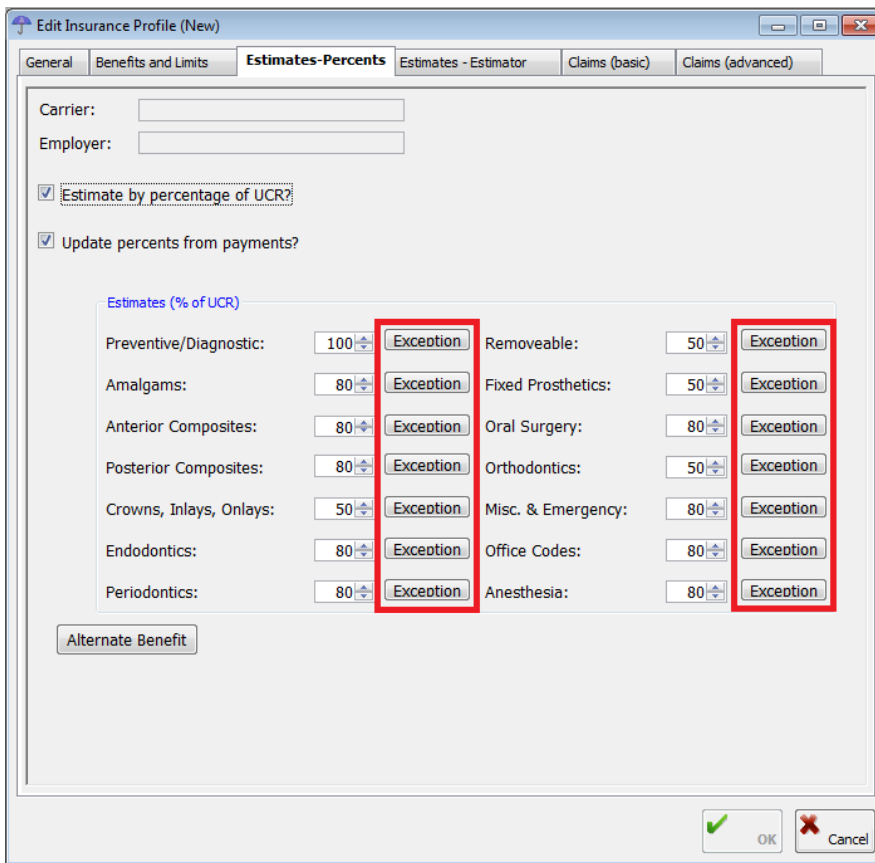 Edit Insurance Profile (New)
General Benefits and Limits Estimates-Percents Estimates - Estimator Claims (basic) Claims (advanced)
Carrier:
Employer:
Estimate by percentage of UCR?
Update percents from payments?
Estimates (% of UCR)
Preventive/Diagnostic: 100 Exception Removeable: 50 Exception
Amalgams: 80 Exception Fixed Prosthetics: 50 Exception
Anterior Composites: 80 Exception Oral Surgery: 80 Exception
Posterior Composites: 80 Exception Orthodontics: 50 Exception
Crowns, Inlays, Onlays: 50 Exception Misc. & Emergency: 80 Exception
Endodontics: 80 Exception Office Codes: 80 Exception
Periodontics: 80 Exception Anesthesia: 80 Exception
Alternate Benefit
OK Cancel